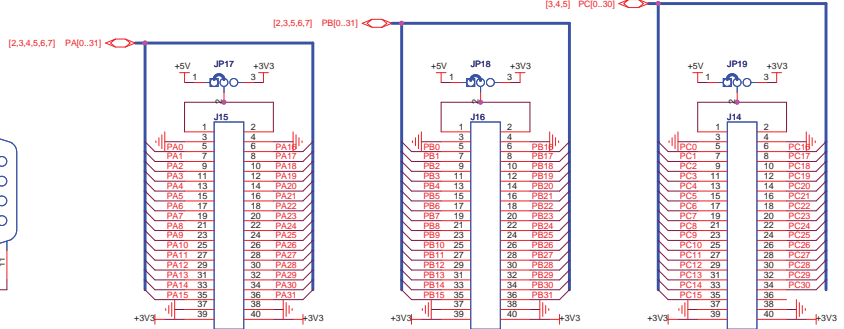 [3,4,5] PC[0..30]
[2,3,5,6,7] PB[0..31]
[2,3,4,5,6,7] PA[0..31]
JP17 JP18 JP19
+5V +3V3 +5V +3V3 +5V +3V3
1 3 1 3 1 3
2 2 2
J15 J16 J14
1 2 1 2 1 2
3 4 3 4 3 4
PA0 5 6 PA16 PB0 5 6 PB16 PC0 5 6 PC16
PA1 7 8 PA17 PB1 7 8 PB17 PC1 7 8 PC17
PA2 9 10 PA18 PB2 9 10 PB18 PC2 9 10 PC18
PA3 11 12 PA19 PB3 11 12 PB19 PC3 11 12 PC19
PA4 13 14 PA20 PB4 13 14 PB20 PC4 13 14 PC20
PA5 15 16 PA21 PB5 15 16 PB21 PC5 15 16 PC21
PA6 17 18 PA22 PB6 17 18 PB22 PC6 17 18 PC22
PA7 19 20 PA23 PB7 19 20 PB23 PC7 19 20 PC23
PA8 21 22 PA24 PB8 21 22 PB24 PC8 21 22 PC24
PA9 23 24 PA25 PB9 23 24 PB25 PC9 23 24 PC25
PA10 25 26 PA26 PB10 25 26 PB26 PC10 25 26 PC26
PA11 27 28 PA27 PB11 27 28 PB27 PC11 27 28 PC27
PA12 29 30 PA28 PB12 29 30 PB28 PC12 29 30 PC28
PA13 31 32 PA29 PB13 31 32 PB29 PC13 31 32 PC29
PA14 33 34 PA30 PB14 33 34 PB30 PC14 33 34 PC30
PA15 35 36 PA31 PB15 35 36 PB31 PC15 35 36
37 38 37 38 37 38
+3V3 39 40 +3V3 +3V3 39 40 +3V3 +3V3 39 40 +3V3